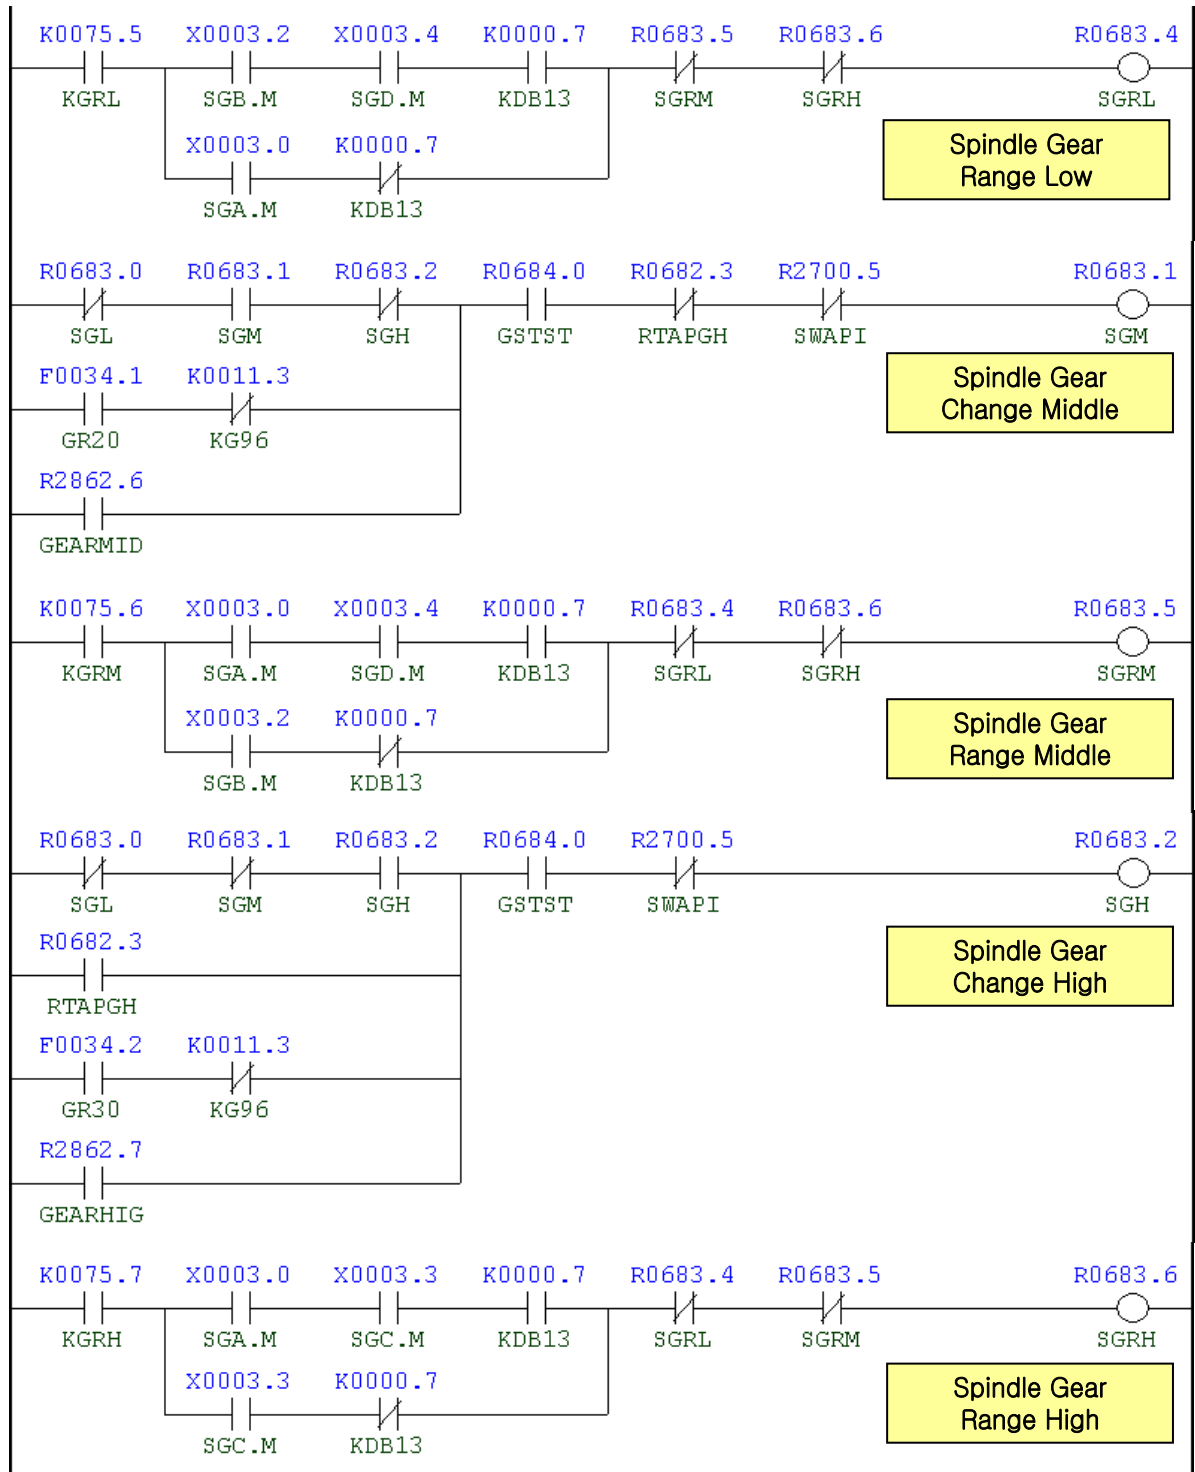 K0075.5 X0003.2 X0003.4 K0000.7 R0683.5 R0683.6 R0683.4
KGRL SGB.M SGD.M KDB13 SGRM SGRH SGRL
X0003.0 K0000.7
SGA.M KDB13
Spindle Gear
Range Low
R0683.0 R0683.1 R0683.2 R0684.0 R0682.3 R2700.5 R0683.1
SGL SGM SGH GSTST RTAPGH SWAPI SGM
F0034.1 K0011.3
GR20 KG96
Spindle Gear
Change Middle
R2862.6
GEARMID
K0075.6 X0003.0 X0003.4 K0000.7 R0683.4 R0683.6 R0683.5
KGRM SGA.M SGD.M KDB13 SGRL SGRH SGRM
X0003.2 K0000.7
SGB.M KDB13
Spindle Gear
Range Middle
R0683.0 R0683.1 R0683.2 R0684.0 R2700.5 R0683.2
SGL SGM SGH GSTST SWAPI SGH
R0682.3
RTAPGH
Spindle Gear
Change High
F0034.2 K0011.3
GR30 KG96
R2862.7
GEARHIG
K0075.7 X0003.0 X0003.3 K0000.7 R0683.4 R0683.5 R0683.6
KGRH SGA.M SGC.M KDB13 SGRL SGRM SGRH
X0003.3 K0000.7
SGC.M KDB13
Spindle Gear
Range High